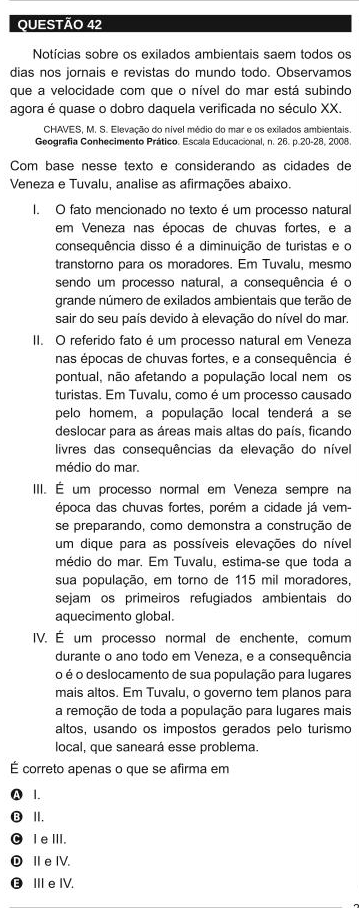 QUESTÃO 42
Notícias sobre os exilados ambientais saem todos os
dias nos jornais e revistas do mundo todo. Observamos
que a velocidade com que o nível do mar está subindo
agora é quase o dobro daquela verificada no século XX.
CHAVES, M. S. Elevação do nível médio do mar e os exilados ambientais.
Geografia Conhecimento Prático. Escala Educacional, n. 26. p.20-28, 2008.
Com base nesse texto e considerando as cidades de
Veneza e Tuvalu, analise as afirmações abaixo.
I. O fato mencionado no texto é um processo natural
em Veneza nas épocas de chuvas fortes, e a
consequência disso é a diminuição de turistas e o
transtorno para os moradores. Em Tuvalu, mesmo
sendo um processo natural, a consequência é o
grande número de exilados ambientais que terão de
sair do seu país devido à elevação do nível do mar.
II. O referido fato é um processo natural em Veneza
nas épocas de chuvas fortes, e a consequência é
pontual, não afetando a população local nem os
turistas. Em Tuvalu, como é um processo causado
pelo homem, a população local tenderá a se
deslocar para as áreas mais altas do país, ficando
livres das consequências da elevação do nível
médio do mar.
III. É um processo normal em Veneza sempre na
época das chuvas fortes, porém a cidade já vem-
se preparando, como demonstra a construção de
um dique para as possíveis elevações do nível
médio do mar. Em Tuvalu, estima-se que toda a
sua população, em torno de 115 mil moradores,
sejam os primeiros refugiados ambientais do
aquecimento global.
IV. É um processo normal de enchente, comum
durante o ano todo em Veneza, e a consequência
o é o deslocamento de sua população para lugares
mais altos. Em Tuvalu, o governo tem planos para
a remoção de toda a população para lugares mais
altos, usando os impostos gerados pelo turismo
local, que saneará esse problema.
É correto apenas o que se afirma em
A I.
B II.
C I e III.
D II e IV.
E III e IV.